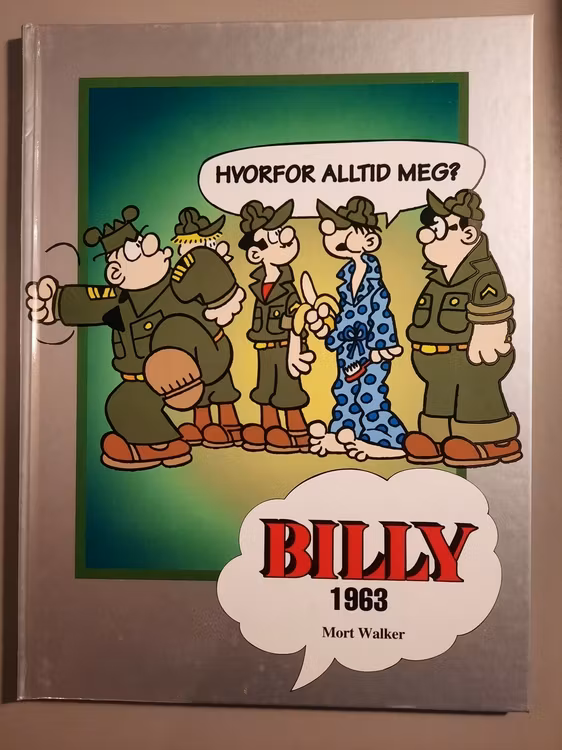 HVORFOR ALLTID MEG?
BILLY
1963
Mort Walker